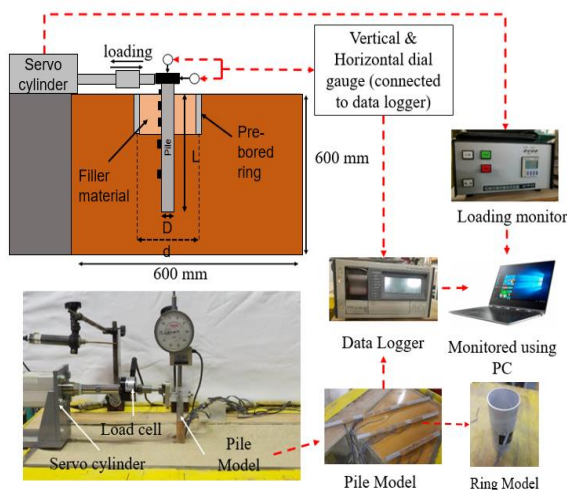 Servo
cylinder
loading
Vertical &
Horizontal dial
gauge (connected
to data logger)
Filler
material
Pile
L
Pre-
bored
ring
D
d
600 mm
600 mm
Loading monitor
Data Logger
Monitored using
PC
Load cell
Servo cylinder
Pile
Model
Pile Model
Ring Model